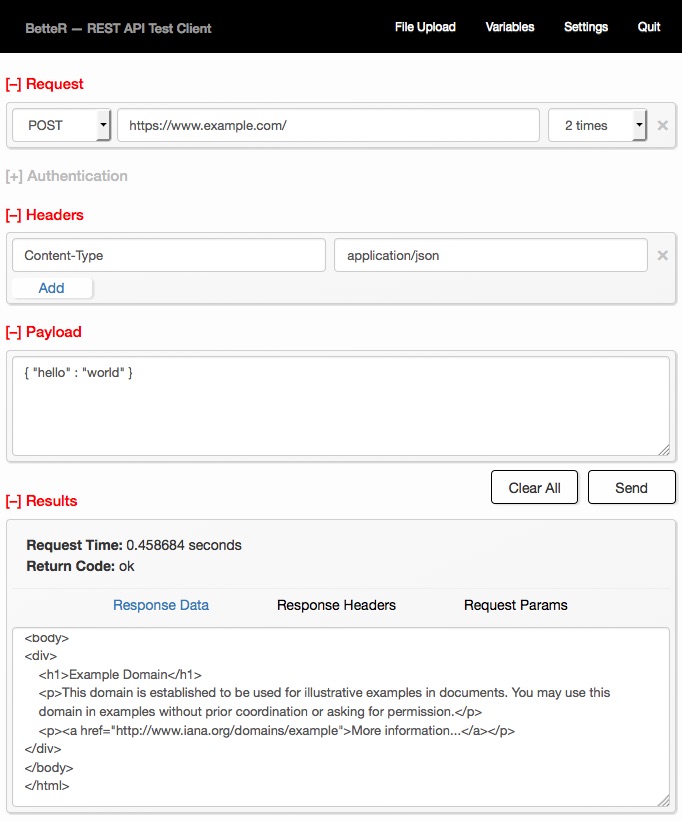 BetteR — REST API Test Client File Upload Variables Settings Quit
[–] Request
POST https://www.example.com/ 2 times ×
[+] Authentication
[–] Headers
Content-Type application/json ×
Add
[–] Payload
{ "hello" : "world" }
Clear All Send
[–] Results
Request Time: 0.458684 seconds
Return Code: ok
Response Data Response Headers Request Params
<body>
<div>
    <h1>Example Domain</h1>
    <p>This domain is established to be used for illustrative examples in documents. You may use this
    domain in examples without prior coordination or asking for permission.</p>
    <p><a href="http://www.iana.org/domains/example">More information...</a></p>
</div>
</body>
</html>